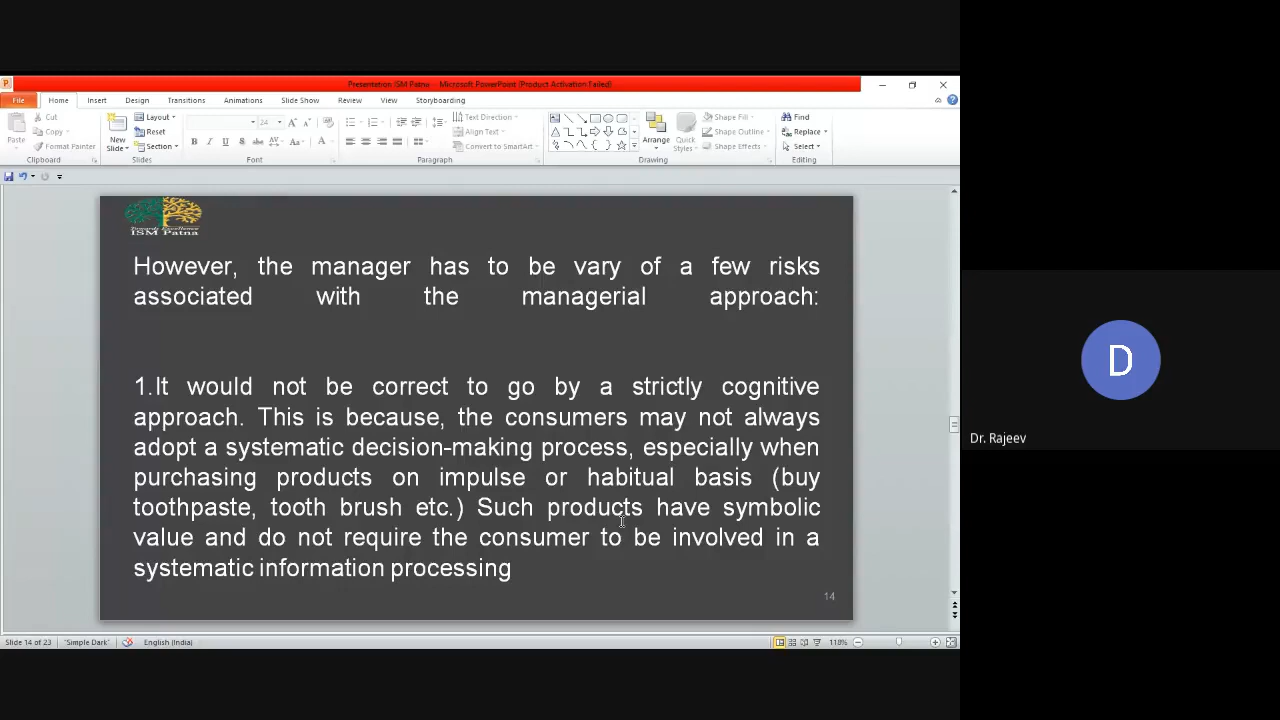 Presentation ISM Patna - Microsoft PowerPoint (Product Activation Failed)
File Home Insert Design Transitions Animations Slide Show Review View Storyboarding
Paste
Cut
Copy
Format Painter
Clipboard
New Slide
Layout
Reset
Section
Slides
24
Font
Text Direction
Align Text
Convert to SmartArt
Paragraph
Arrange
Quick Styles
Shape Fill
Shape Outline
Shape Effects
Drawing
Find
Replace
Select
Editing
Towards Excellence
ISM Patna
However, the manager has to be vary of a few risks
associated with the managerial approach:
1.It would not be correct to go by a strictly cognitive
approach. This is because, the consumers may not always
adopt a systematic decision-making process, especially when
purchasing products on impulse or habitual basis (buy
toothpaste, tooth brush etc.) Such products have symbolic
value and do not require the consumer to be involved in a
systematic information processing
14
Slide 14 of 23 "Simple Dark" English (India) 118%
D
Dr. Rajeev